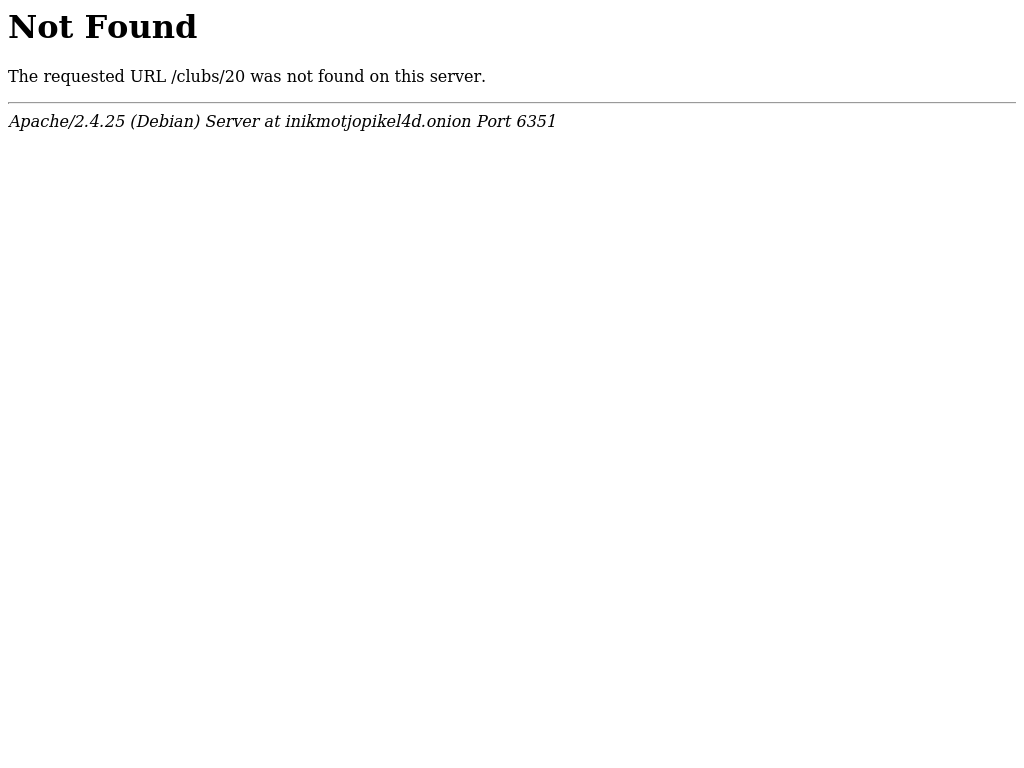 Not Found
The requested URL /clubs/20 was not found on this server.
Apache/2.4.25 (Debian) Server at inikmotjopikel4d.onion Port 6351